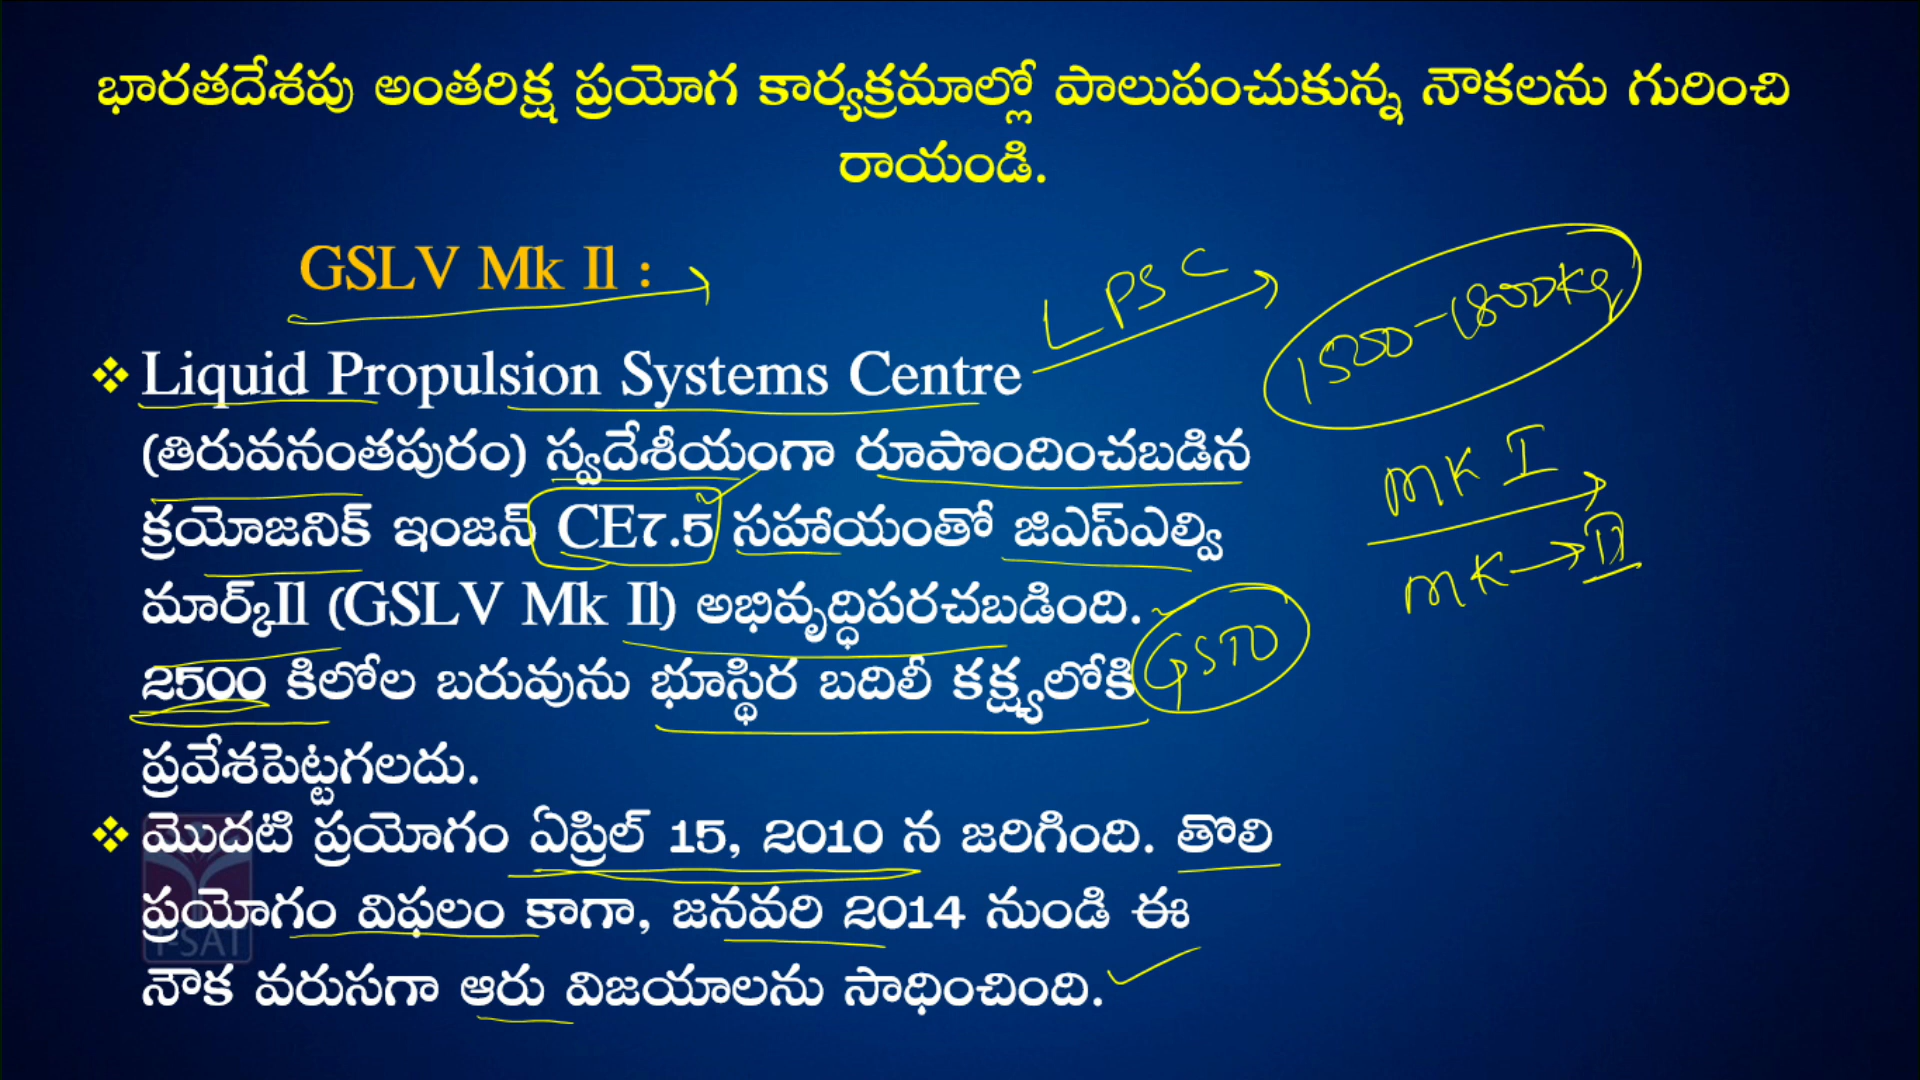 భారతదేశపు అంతరిక్ష ప్రయోగ కార్యక్రమాల్లో పాలుపంచుకున్న నౌకలను గురించి
రాయండి.
GSLV Mk II :
LPSC
1500-1800Kg
❖ Liquid Propulsion Systems Centre
(తిరువనంతపురం) స్వదేశీయంగా రూపొందించబడిన
MK I
క్రయోజనిక్ ఇంజన్ CE7.5 సహాయంతో జిఎస్ఎల్వి
MK → II
మార్క్II (GSLV Mk II) అభివృద్ధిపరచబడింది.
2500 కిలోల బరువును భూస్థిర బదిలీ కక్ష్యలోకి
ప్రవేశపెట్టగలదు.
❖ మొదటి ప్రయోగం ఏప్రిల్ 15, 2010 న జరిగింది. తొలి
ప్రయోగం విఫలం కాగా, జనవరి 2014 నుండి ఈ
T-SAT
నౌక వరుసగా ఆరు విజయాలను సాధించింది.